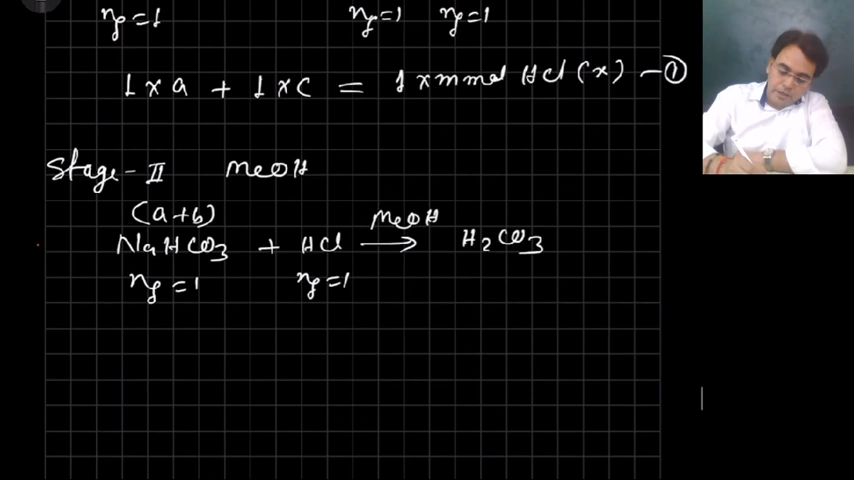 nf = 1 nf = 1 nf = 1
1 x a + 1 x c = 1 x mmol HCl (x) — ①
Stage - II MeOH
(a+b)
MeOH
NaHCO3 + HCl ⟶ H2CO3
nf = 1 nf = 1